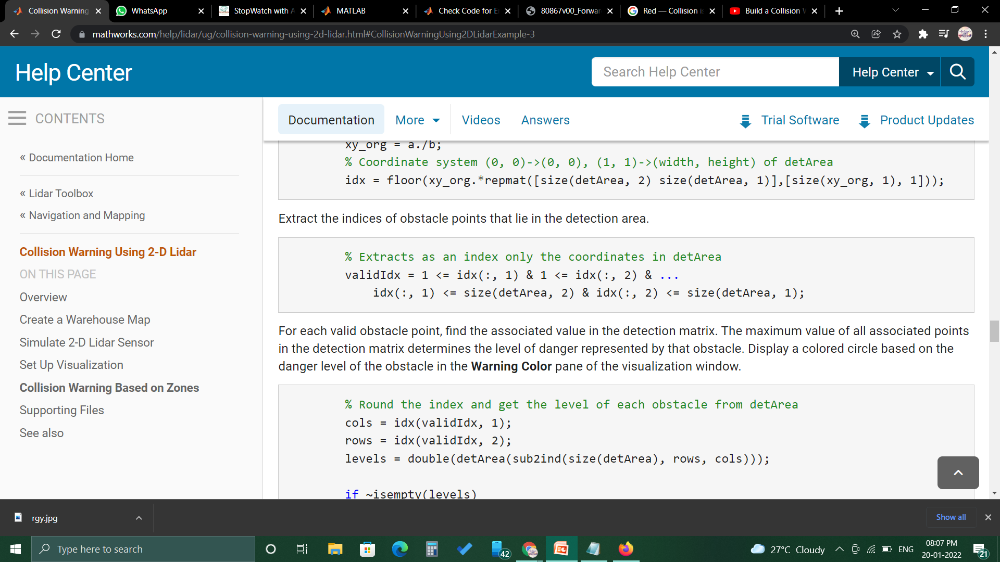 Collision Warning
WhatsApp
StopWatch with A
MATLAB
Check Code for E
80867v00_Forwar
Red — Collision is
Build a Collision W
mathworks.com/help/lidar/ug/collision-warning-using-2d-lidar.html#CollisionWarningUsing2DLidarExample-3
Help Center
Search Help Center
Help Center
CONTENTS
Documentation
More
Videos
Answers
Trial Software
Product Updates
« Documentation Home
« Lidar Toolbox
« Navigation and Mapping
Collision Warning Using 2-D Lidar
ON THIS PAGE
Overview
Create a Warehouse Map
Simulate 2-D Lidar Sensor
Set Up Visualization
Collision Warning Based on Zones
Supporting Files
See also
xy_org = a./b;
% Coordinate system (0, 0)->(0, 0), (1, 1)->(width, height) of detArea
idx = floor(xy_org.*repmat([size(detArea, 2) size(detArea, 1)],[size(xy_org, 1), 1]));
Extract the indices of obstacle points that lie in the detection area.
% Extracts as an index only the coordinates in detArea
validIdx = 1 <= idx(:, 1) & 1 <= idx(:, 2) & ...
idx(:, 1) <= size(detArea, 2) & idx(:, 2) <= size(detArea, 1);
For each valid obstacle point, find the associated value in the detection matrix. The maximum value of all associated points
in the detection matrix determines the level of danger represented by that obstacle. Display a colored circle based on the
danger level of the obstacle in the Warning Color pane of the visualization window.
% Round the index and get the level of each obstacle from detArea
cols = idx(validIdx, 1);
rows = idx(validIdx, 2);
levels = double(detArea(sub2ind(size(detArea), rows, cols)));
if ~isempty(levels)
rgy.jpg
Show all
Type here to search
42
27°C Cloudy
ENG
08:07 PM
20-01-2022
21